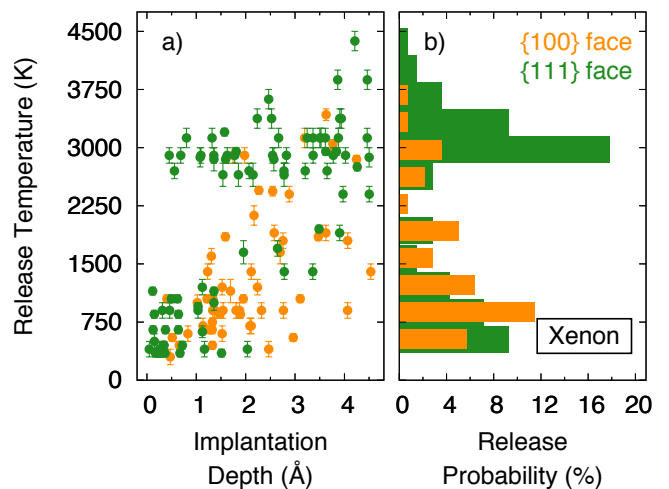 a)
b)
{100} face
{111} face
Release Temperature (K)
4500
3750
3000
2250
1500
750
0
Xenon
0 1 2 3 4
0 4 8 12 16 20
Implantation
Depth (Å)
Release
Probability (%)